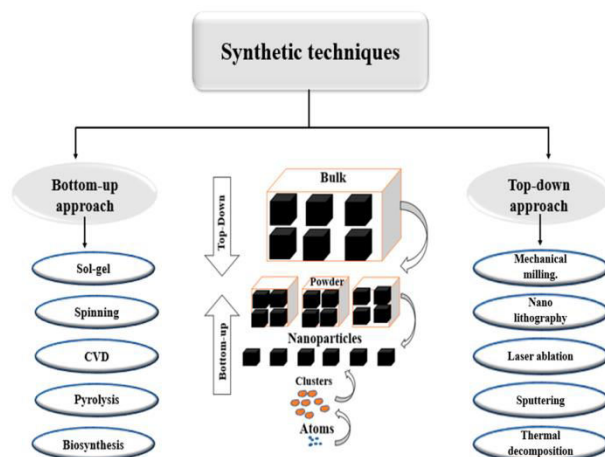 Synthetic techniques
Bottom-up
approach
Sol-gel
Spinning
CVD
Pyrolysis
Biosynthesis
Top-Down
Bottom-up
Bulk
Powder
Nanoparticles
Clusters
Atoms
Top-down
approach
Mechanical
milling.
Nano
lithography
Laser ablation
Sputtering
Thermal
decomposition